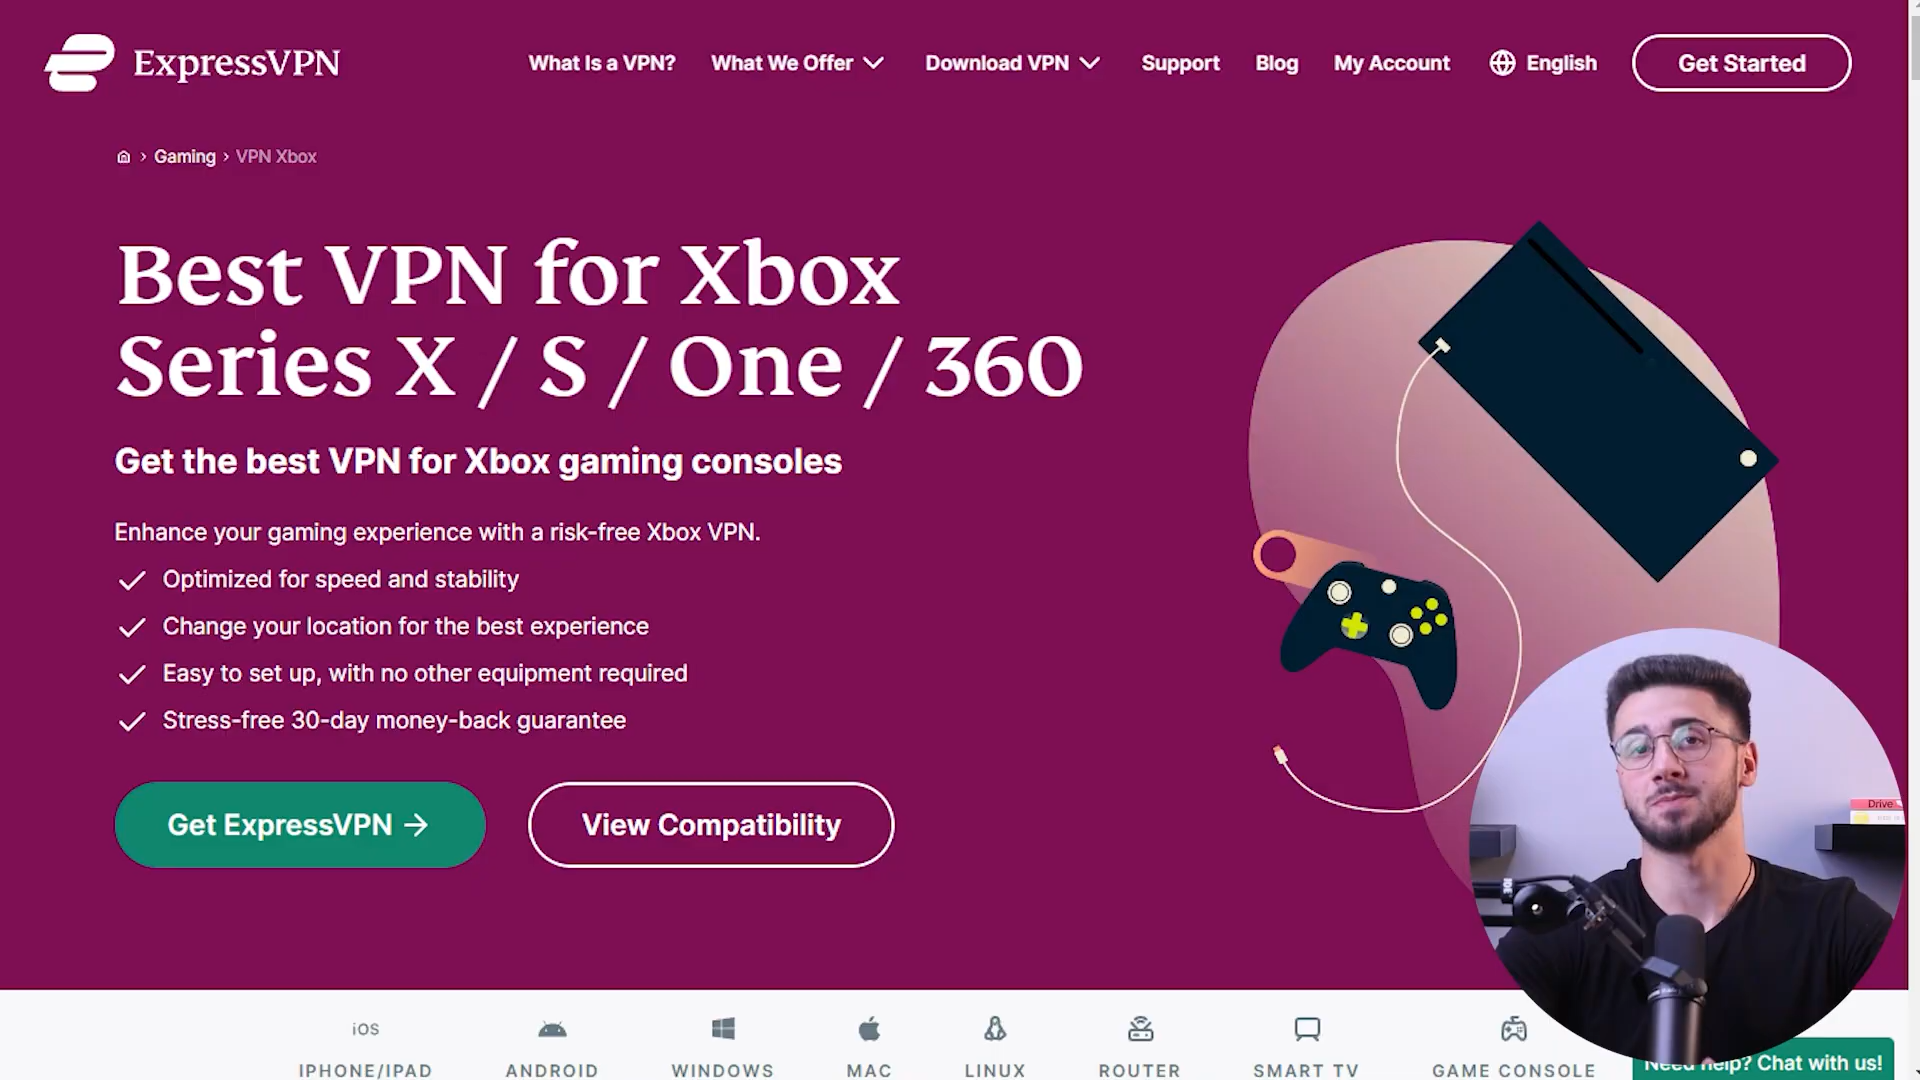 ExpressVPN
What Is a VPN?
What We Offer
Download VPN
Support
Blog
My Account
English
Get Started
Gaming > VPN Xbox
Best VPN for Xbox
Series X / S / One / 360
Get the best VPN for Xbox gaming consoles
Enhance your gaming experience with a risk-free Xbox VPN.
Optimized for speed and stability
Change your location for the best experience
Easy to set up, with no other equipment required
Stress-free 30-day money-back guarantee
Get ExpressVPN →
View Compatibility
Drive
iOS
IPHONE/IPAD
ANDROID
WINDOWS
MAC
LINUX
ROUTER
SMART TV
GAME CONSOLE
Need help? Chat with us!